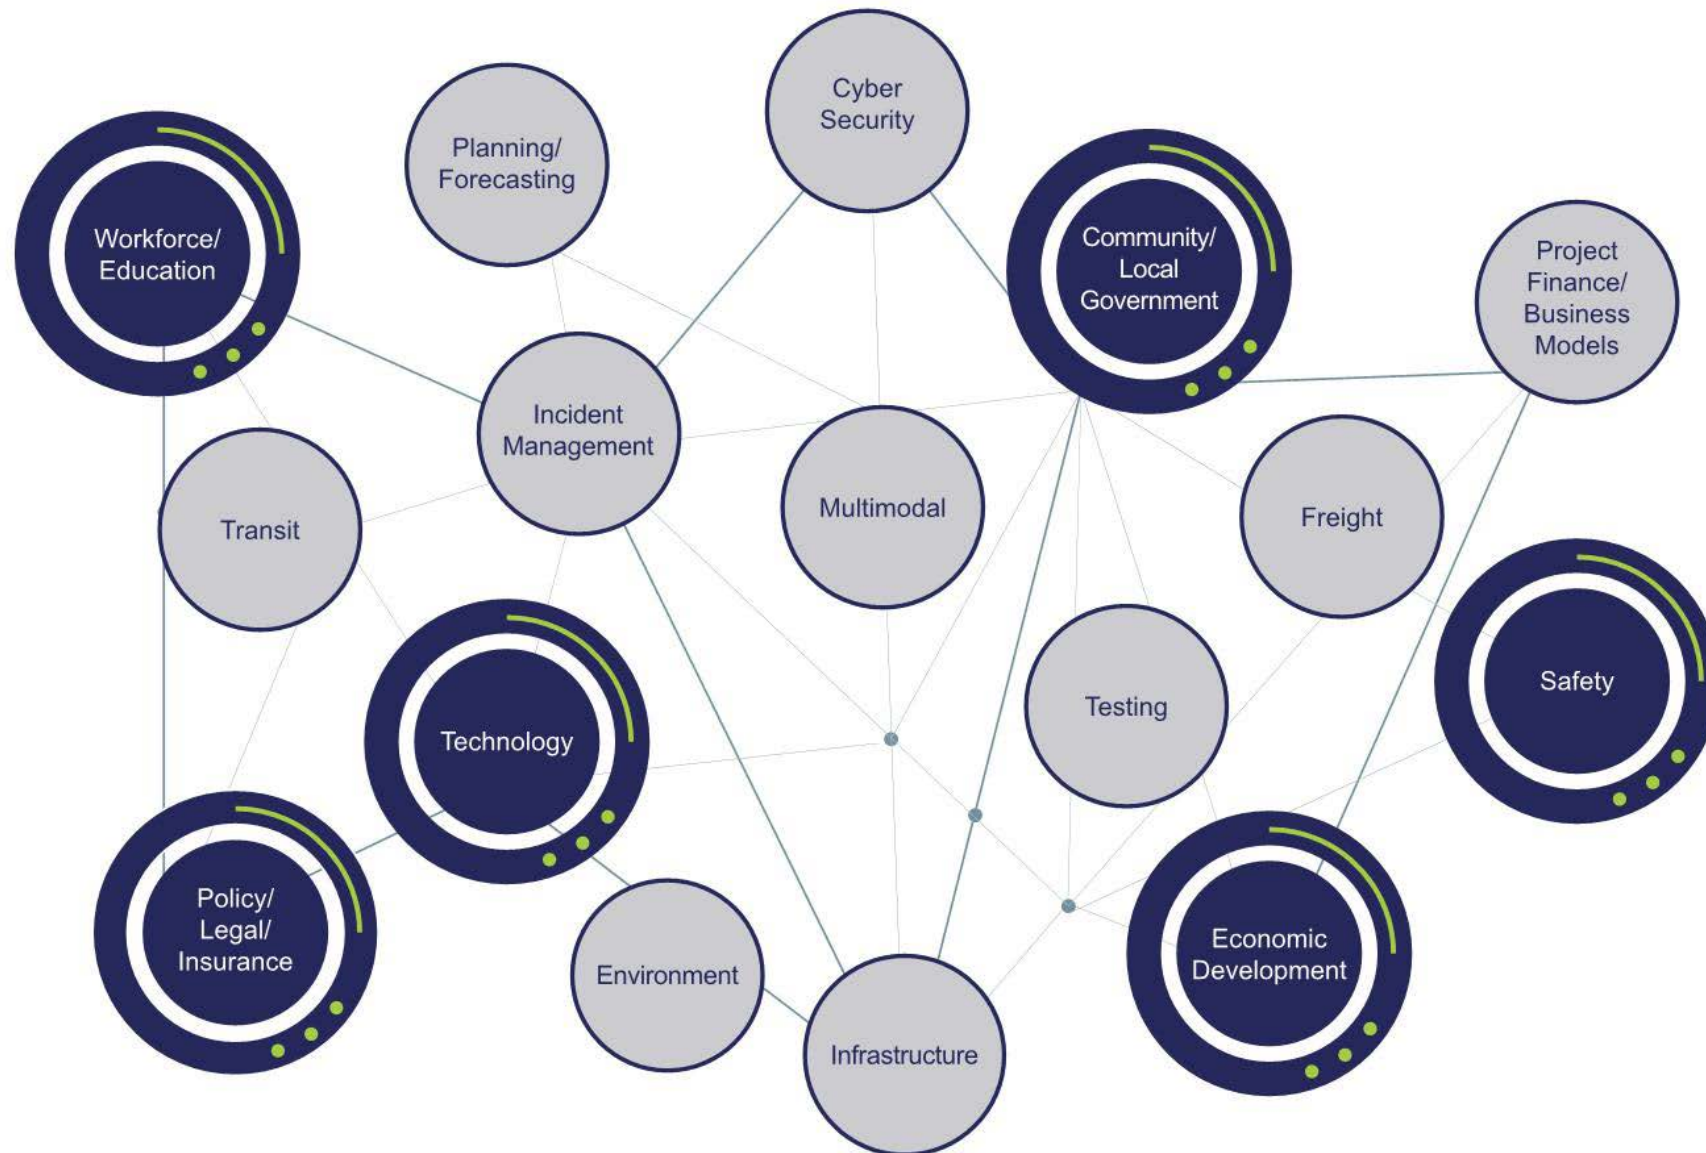 Cyber
Security
Planning/
Forecasting
Workforce/
Education
Community/
Local
Government
Project
Finance/
Business
Models
Incident
Management
Transit
Multimodal
Freight
Safety
Testing
Technology
Policy/
Legal/
Insurance
Environment
Economic
Development
Infrastructure